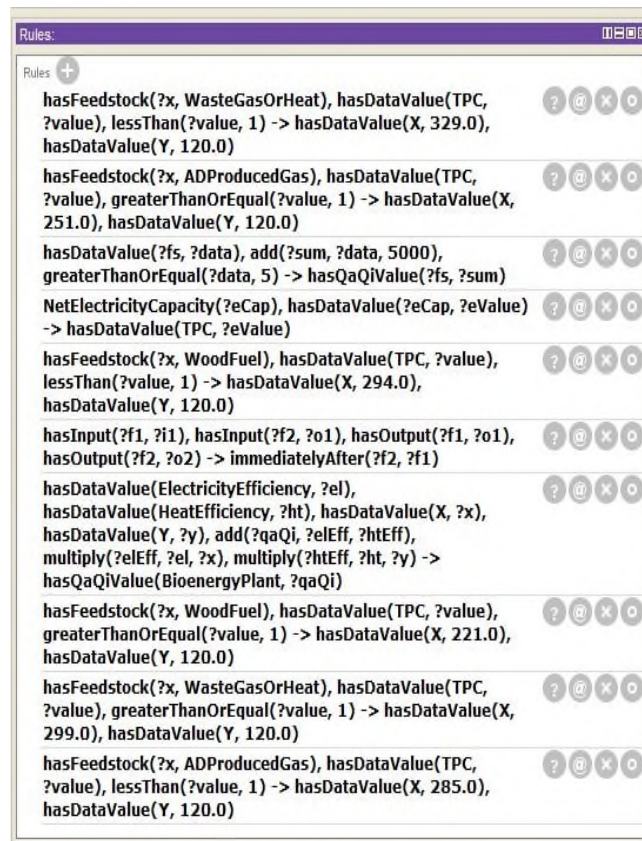 Rules:
Rules +
hasFeedstock(?x, WasteGasOrHeat), hasDataValue(TPC,
?value), lessThan(?value, 1) -> hasDataValue(X, 329.0),
hasDataValue(Y, 120.0)
? @ X O
hasFeedstock(?x, ADProducedGas), hasDataValue(TPC,
?value), greaterThanOrEqual(?value, 1) -> hasDataValue(X,
251.0), hasDataValue(Y, 120.0)
? @ X O
hasDataValue(?fs, ?data), add(?sum, ?data, 5000),
greaterThanOrEqual(?data, 5) -> hasQaQiValue(?fs, ?sum)
? @ X O
NetElectricityCapacity(?eCap), hasDataValue(?eCap, ?eValue)
-> hasDataValue(TPC, ?eValue)
? @ X O
hasFeedstock(?x, WoodFuel), hasDataValue(TPC, ?value),
lessThan(?value, 1) -> hasDataValue(X, 294.0),
hasDataValue(Y, 120.0)
? @ X O
hasInput(?f1, ?i1), hasInput(?f2, ?o1), hasOutput(?f1, ?o1),
hasOutput(?f2, ?o2) -> immediatelyAfter(?f2, ?f1)
? @ X O
hasDataValue(ElectricityEfficiency, ?el),
hasDataValue(HeatEfficiency, ?ht), hasDataValue(X, ?x),
hasDataValue(Y, ?y), add(?qaQi, ?elEff, ?htEff),
multiply(?elEff, ?el, ?x), multiply(?htEff, ?ht, ?y) ->
hasQaQiValue(BioenergyPlant, ?qaQi)
? @ X O
hasFeedstock(?x, WoodFuel), hasDataValue(TPC, ?value),
greaterThanOrEqual(?value, 1) -> hasDataValue(X, 221.0),
hasDataValue(Y, 120.0)
? @ X O
hasFeedstock(?x, WasteGasOrHeat), hasDataValue(TPC,
?value), greaterThanOrEqual(?value, 1) -> hasDataValue(X,
299.0), hasDataValue(Y, 120.0)
? @ X O
hasFeedstock(?x, ADProducedGas), hasDataValue(TPC,
?value), lessThan(?value, 1) -> hasDataValue(X, 285.0),
hasDataValue(Y, 120.0)
? @ X O